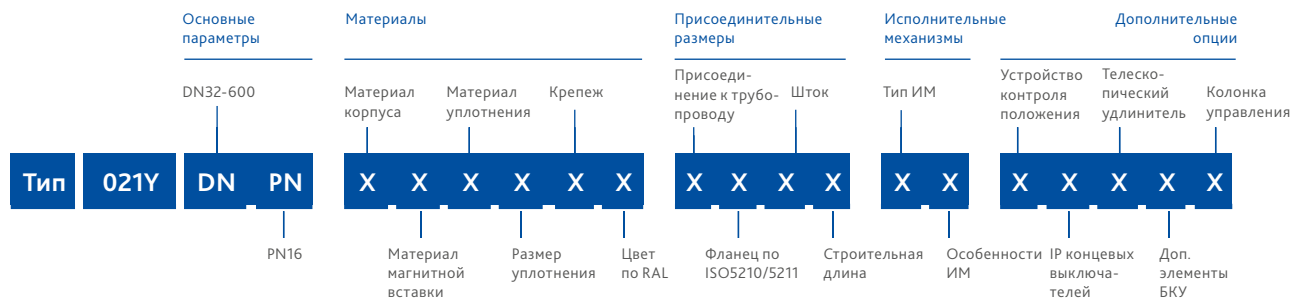 Основные
параметры
Материалы
Присоединительные
размеры
Исполнительные
механизмы
Дополнительные
опции
DN32-600
Материал
корпуса
Материал
уплотнения
Крепеж
Присоеди-
нение к трубо-
проводу
Шток
Тип ИМ
Устройство
контроля
положения
Телеско-
пический
удлинитель
Колонка
управления
Тип 021Y DN PN X X X X X X X X X X X X X X X X X
PN16
Материал
магнитной
вставки
Размер
уплотнения
Цвет
по RAL
Фланец по
ISO5210/5211
Строительная
длина
Особенности
ИМ
IP концевых
выключа-
телей
Доп.
элементы
БКУ